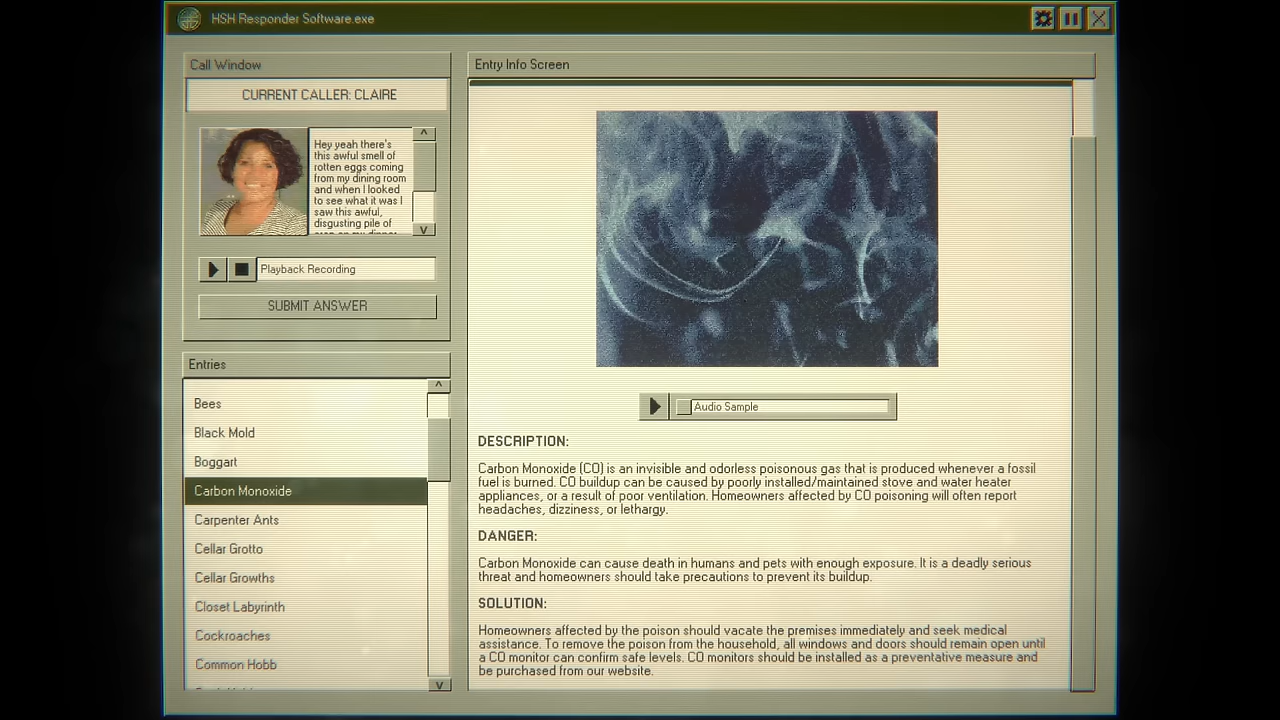 HSH Responder Software.exe
Call Window
CURRENT CALLER: CLAIRE
Hey yeah there's
this awful smell of
rotten eggs coming
from my dining room
and when I looked
to see what it was I
saw this awful,
disgusting pile of
Playback Recording
SUBMIT ANSWER
Entries
Bees
Black Mold
Boggart
Carbon Monoxide
Carpenter Ants
Cellar Grotto
Cellar Growths
Closet Labyrinth
Cockroaches
Common Hobb
Entry Info Screen
Audio Sample
DESCRIPTION:
Carbon Monoxide (CO) is an invisible and odorless poisonous gas that is produced whenever a fossil
fuel is burned. CO buildup can be caused by poorly installed/maintained stove and water heater
appliances, or a result of poor ventilation. Homeowners affected by CO poisoning will often report
headaches, dizziness, or lethargy.
DANGER:
Carbon Monoxide can cause death in humans and pets with enough exposure. It is a deadly serious
threat and homeowners should take precautions to prevent its buildup.
SOLUTION:
Homeowners affected by the poison should vacate the premises immediately and seek medical
assistance. To remove the poison from the household, all windows and doors should remain open until
a CO monitor can confirm safe levels. CO monitors should be installed as a preventative measure and
be purchased from our website.